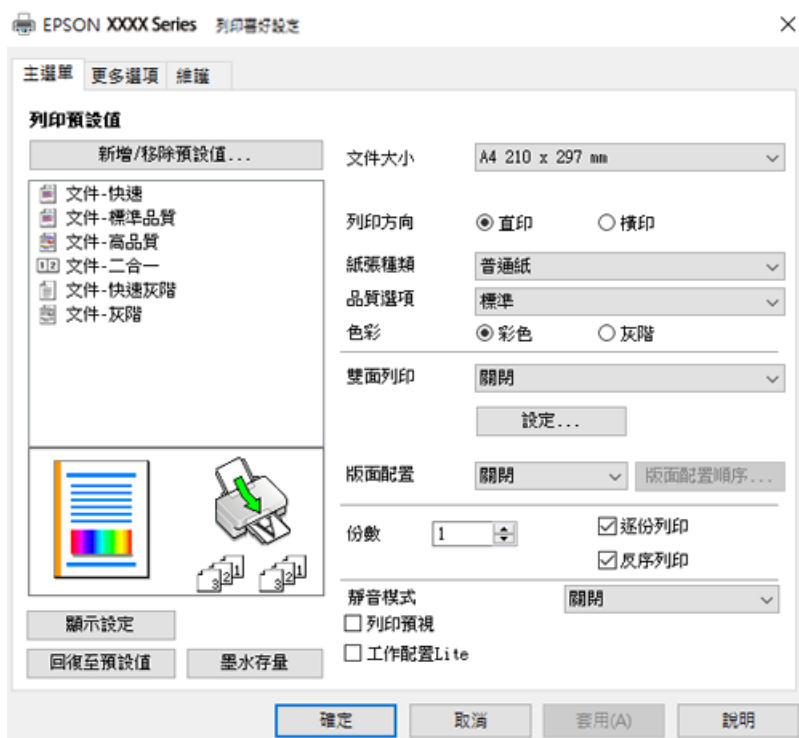 EPSON XXXX Series 列印喜好設定
主選單 更多選項 維護
列印預設值
新增/移除預設值...
文件-快速
文件-標準品質
文件-高品質
文件-二合一
文件-快速灰階
文件-灰階
1 2 3
1 2 3
顯示設定
回復至預設值 墨水存量
文件大小 A4 210 x 297 mm
列印方向 直印 橫印
紙張種類 普通紙
品質選項 標準
色彩 彩色 灰階
雙面列印 關閉
設定...
版面配置 關閉 版面配置順序...
份數 1 逐份列印
反序列印
靜音模式 關閉
列印預視
工作配置Lite
確定 取消 套用(A) 說明